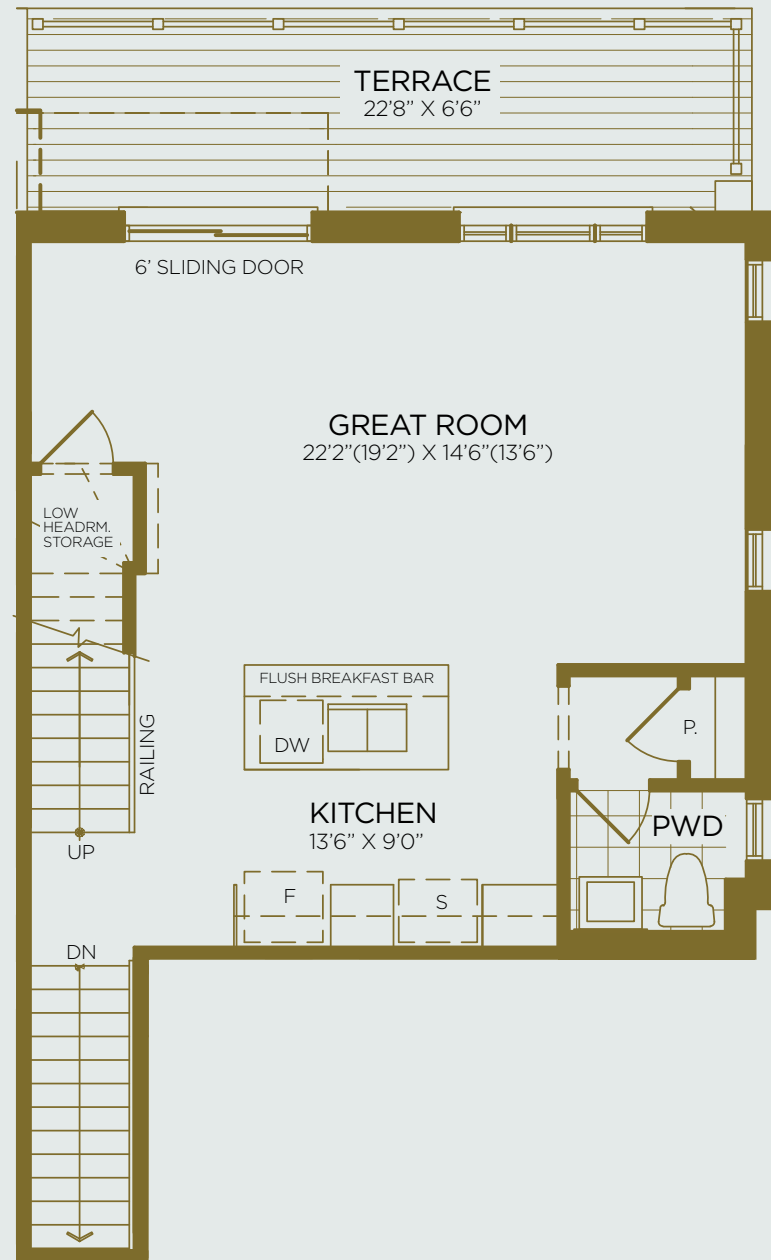 TERRACE
22'8” X 6'6”
6' SLIDING DOOR
GREAT ROOM
22'2”(19'2”) X 14'6”(13'6”)
LOW
HEADRM.
STORAGE
FLUSH BREAKFAST BAR
DW
RAILING
P.
KITCHEN
13'6” X 9'0”
PWD
UP
F
S
DN